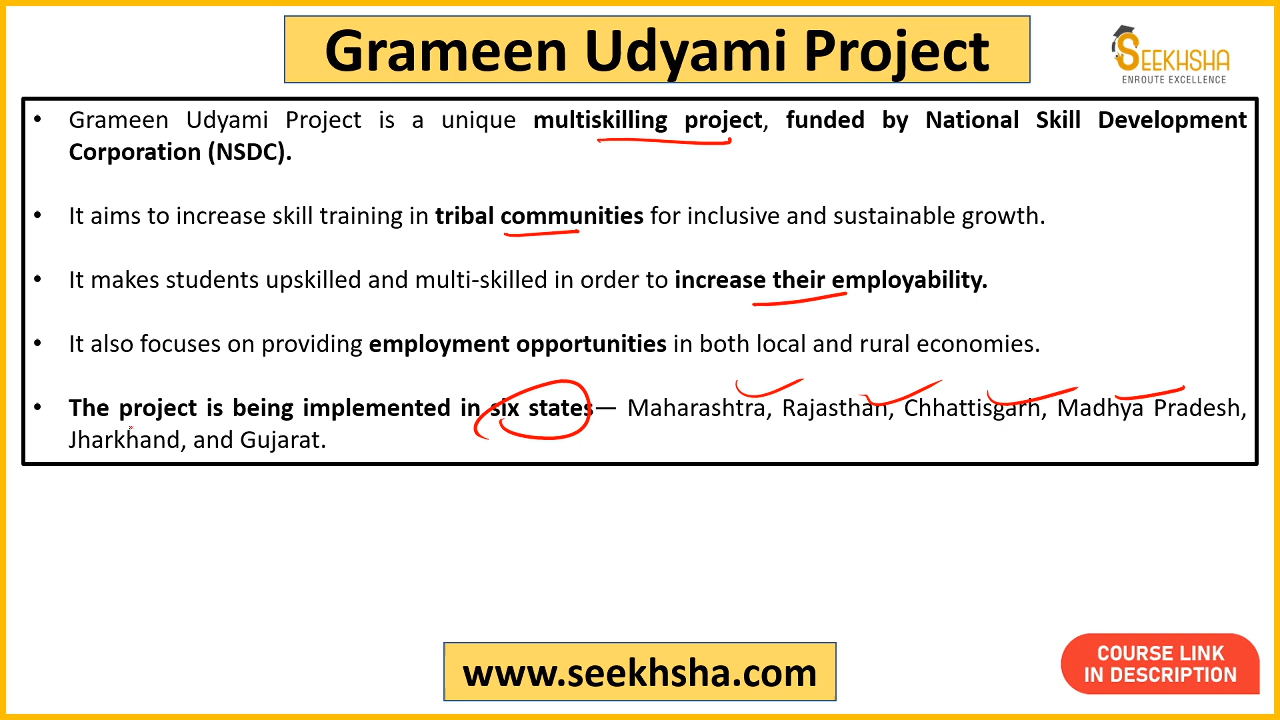 Grameen Udyami Project
SEEKHSHA
ENROUTE EXCELLENCE
• Grameen Udyami Project is a unique multiskilling project, funded by National Skill Development
Corporation (NSDC).
• It aims to increase skill training in tribal communities for inclusive and sustainable growth.
• It makes students upskilled and multi-skilled in order to increase their employability.
• It also focuses on providing employment opportunities in both local and rural economies.
• The project is being implemented in six states— Maharashtra, Rajasthan, Chhattisgarh, Madhya Pradesh,
Jharkhand, and Gujarat.
www.seekhsha.com
COURSE LINK
IN DESCRIPTION